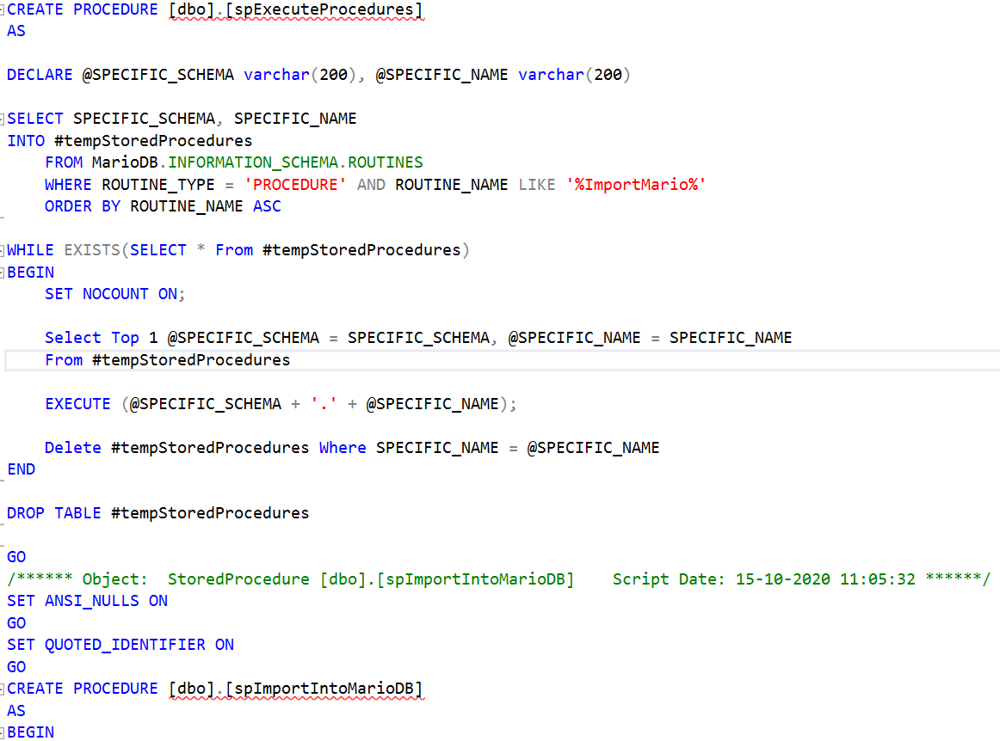 CREATE PROCEDURE [dbo].[spExecuteProcedures]
AS
DECLARE @SPECIFIC_SCHEMA varchar(200), @SPECIFIC_NAME varchar(200)
SELECT SPECIFIC_SCHEMA, SPECIFIC_NAME
INTO #tempStoredProcedures
FROM MarioDB.INFORMATION_SCHEMA.ROUTINES
WHERE ROUTINE_TYPE = 'PROCEDURE' AND ROUTINE_NAME LIKE '%ImportMario%'
ORDER BY ROUTINE_NAME ASC
WHILE EXISTS(SELECT * From #tempStoredProcedures)
BEGIN
SET NOCOUNT ON;
Select Top 1 @SPECIFIC_SCHEMA = SPECIFIC_SCHEMA, @SPECIFIC_NAME = SPECIFIC_NAME
From #tempStoredProcedures
EXECUTE (@SPECIFIC_SCHEMA + '.' + @SPECIFIC_NAME);
Delete #tempStoredProcedures Where SPECIFIC_NAME = @SPECIFIC_NAME
END
DROP TABLE #tempStoredProcedures
GO
/****** Object:  StoredProcedure [dbo].[spImportIntoMarioDB]    Script Date: 15-10-2020 11:05:32 ******/
SET ANSI_NULLS ON
GO
SET QUOTED_IDENTIFIER ON
GO
CREATE PROCEDURE [dbo].[spImportIntoMarioDB]
AS
BEGIN